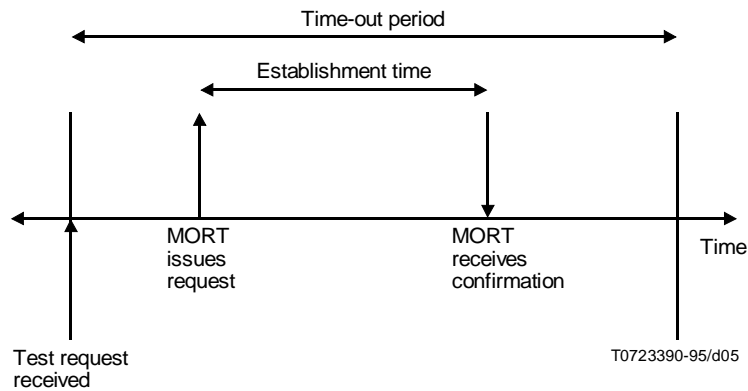 Time-out period
Establishment time
MORT
issues
request
MORT
receives
confirmation
Time
Test request
received
T0723390-95/d05